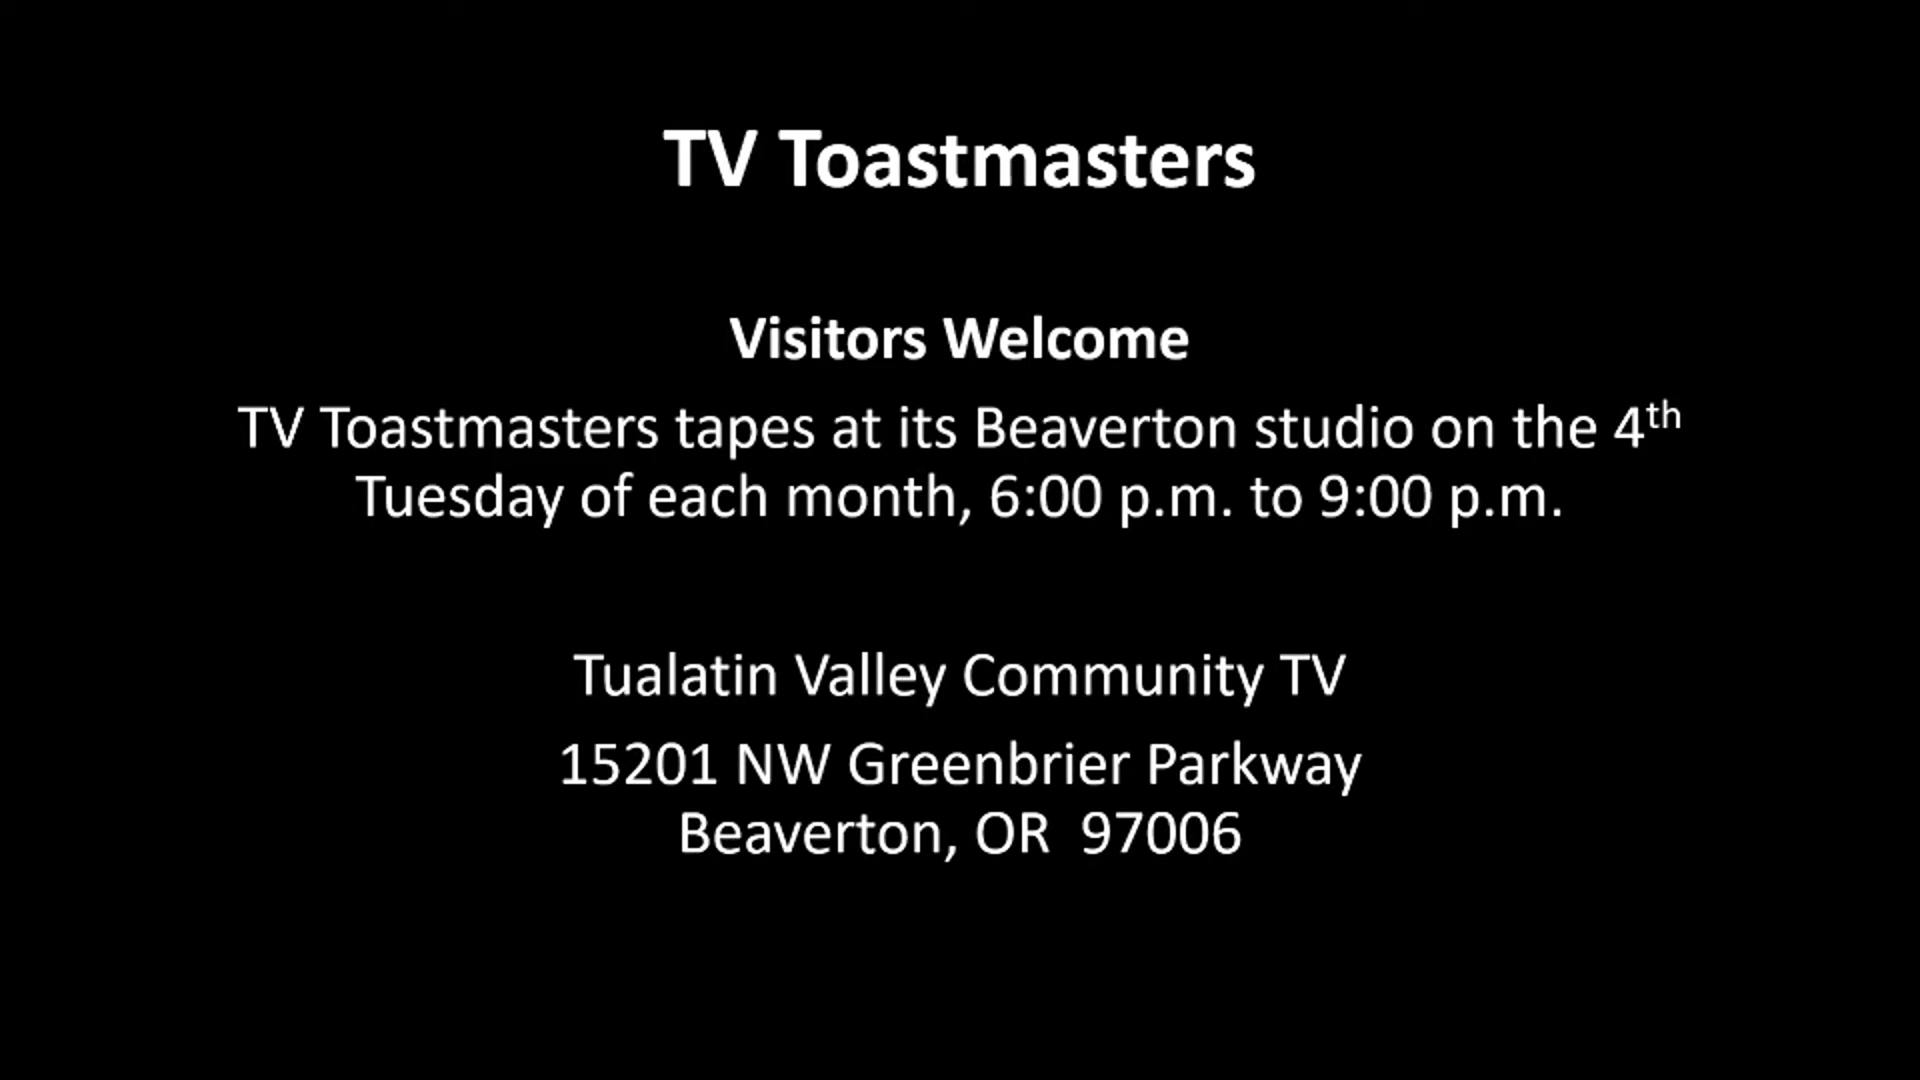 TV Toastmasters
Visitors Welcome
TV Toastmasters tapes at its Beaverton studio on the 4th
Tuesday of each month, 6:00 p.m. to 9:00 p.m.
Tualatin Valley Community TV
15201 NW Greenbrier Parkway
Beaverton, OR  97006